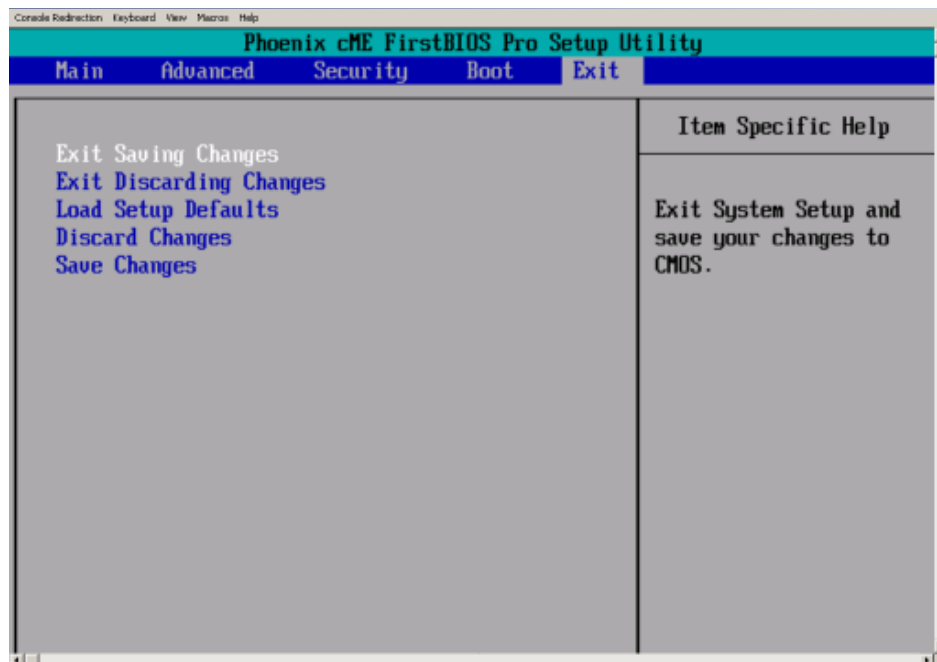 Console Redirection Keyboard View Macros Help
Phoenix cME FirstBIOS Pro Setup Utility
Main Advanced Security Boot Exit
Item Specific Help
Exit Saving Changes
Exit Discarding Changes
Load Setup Defaults
Discard Changes
Save Changes
Exit System Setup and
save your changes to
CMOS.